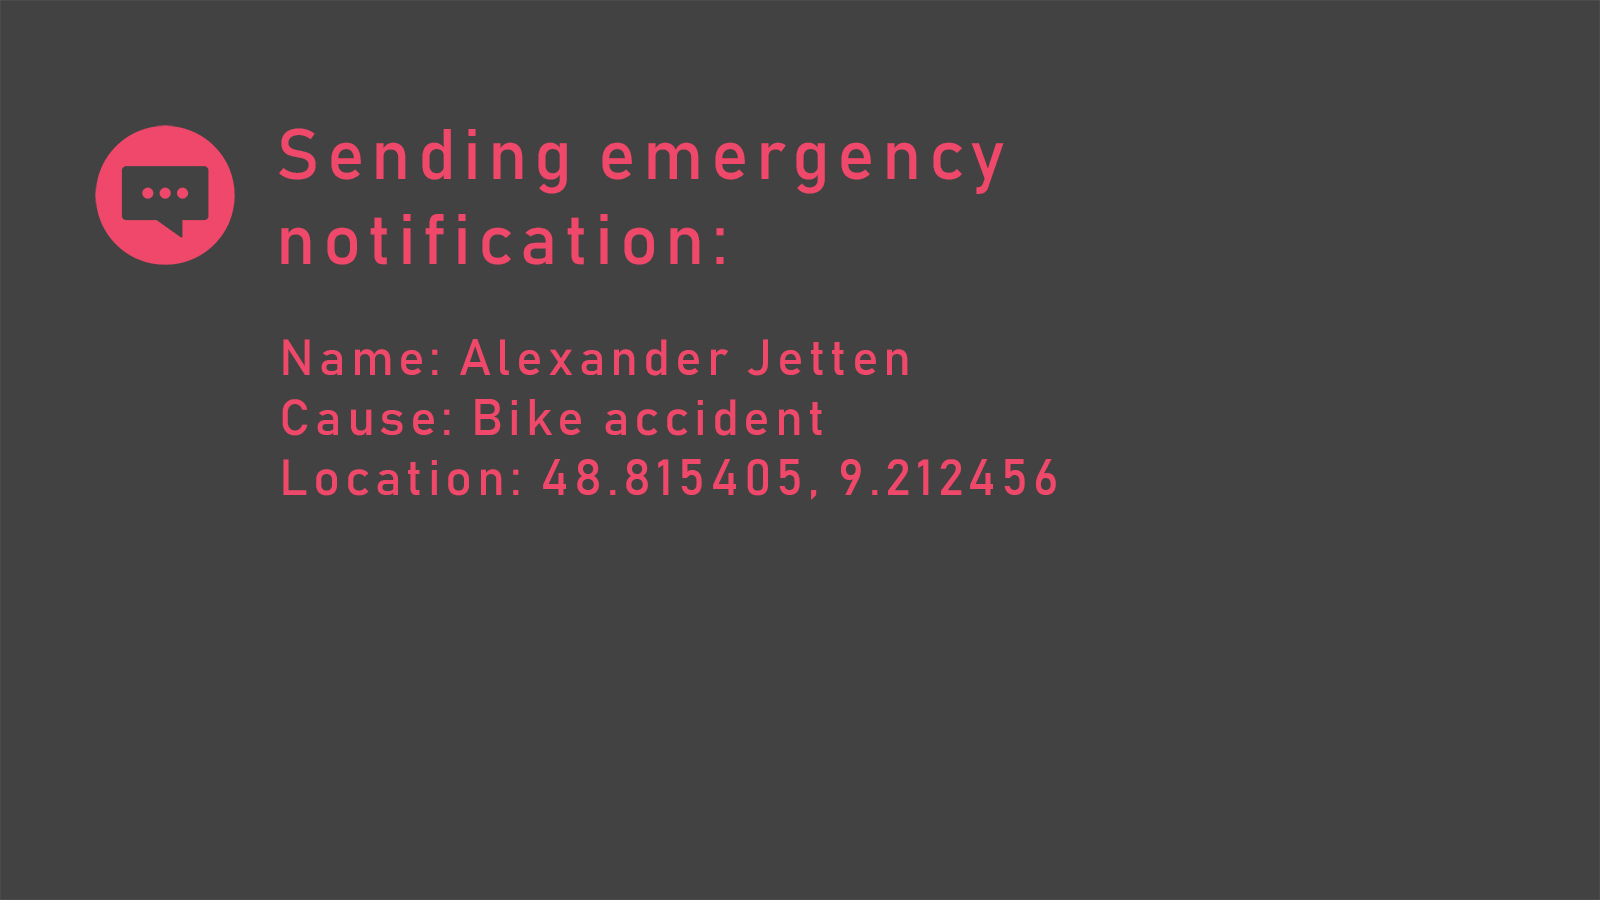 Sending emergency
notification:
Name: Alexander Jetten
Cause: Bike accident
Location: 48.815405, 9.212456